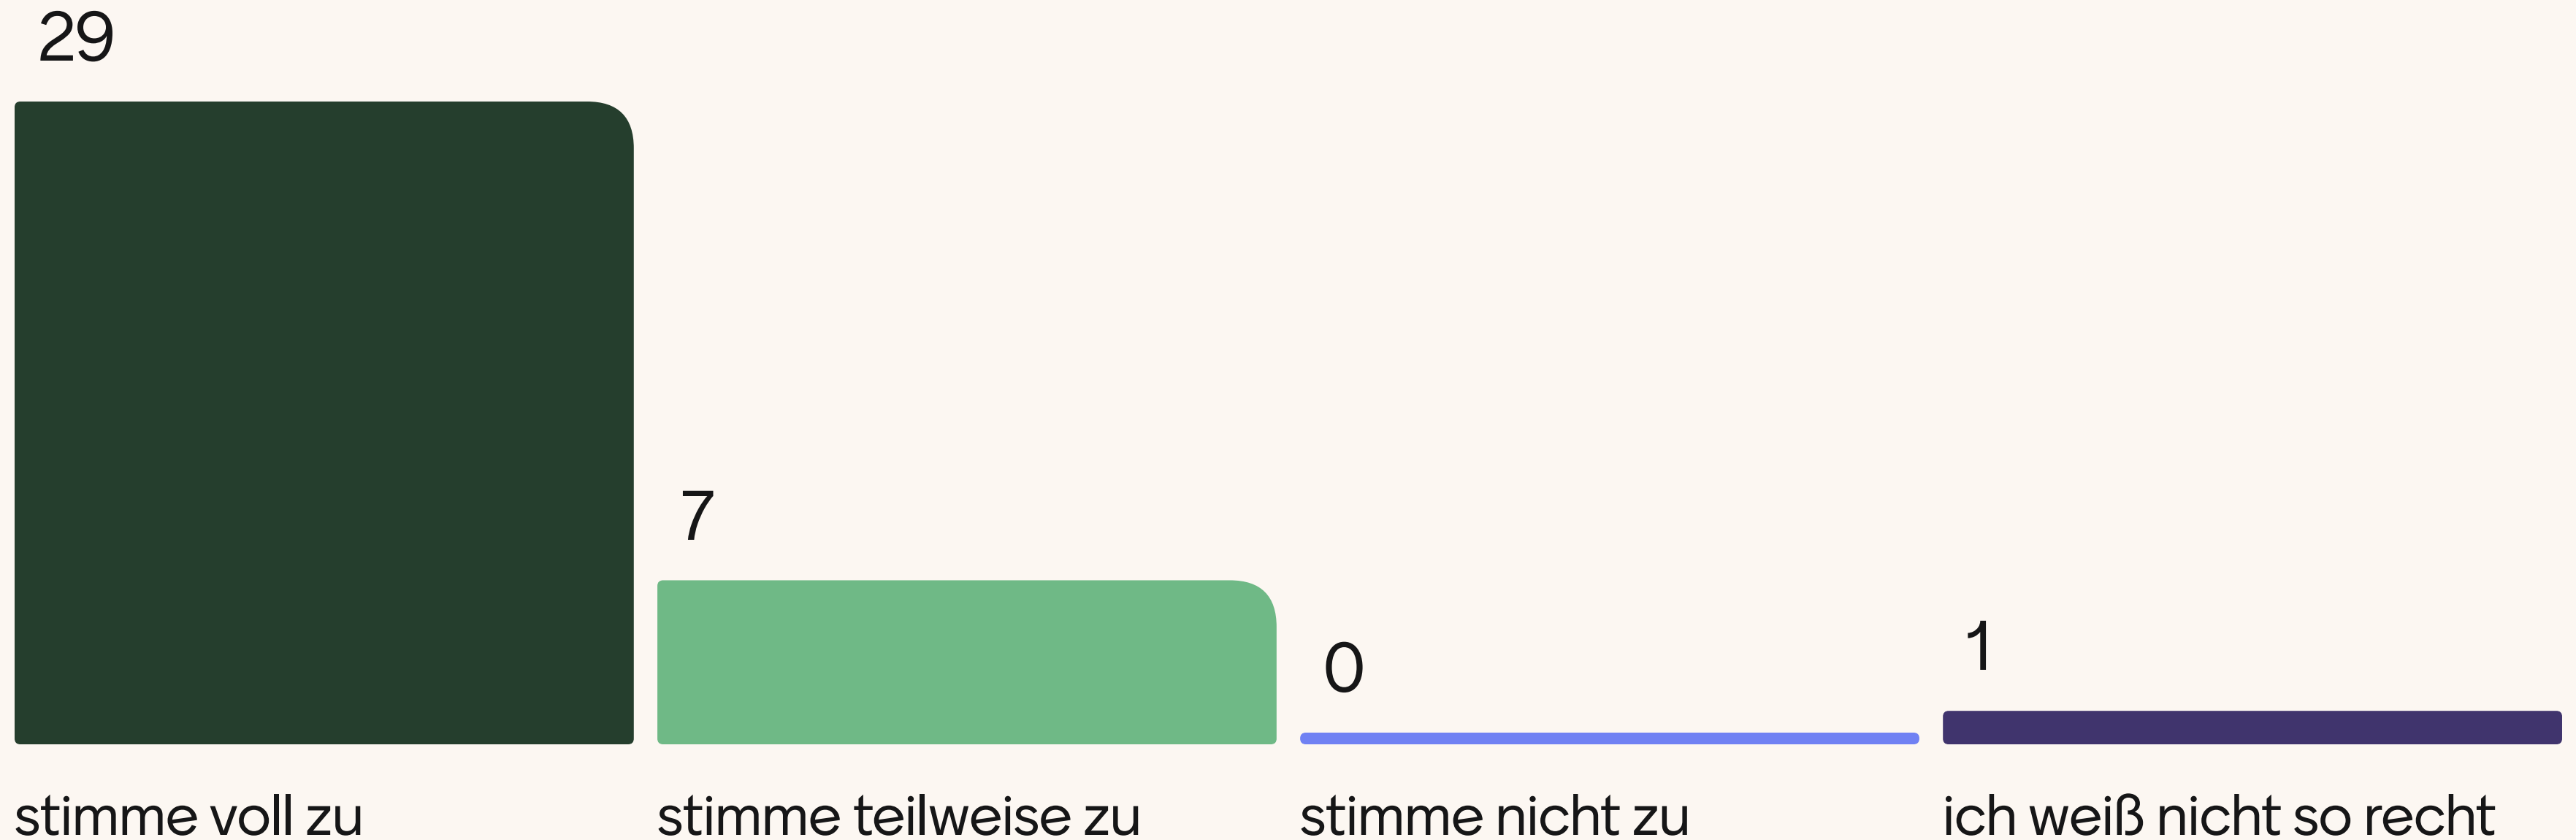 29
7
0
1
stimme voll zu
stimme teilweise zu
stimme nicht zu
ich weiß nicht so recht